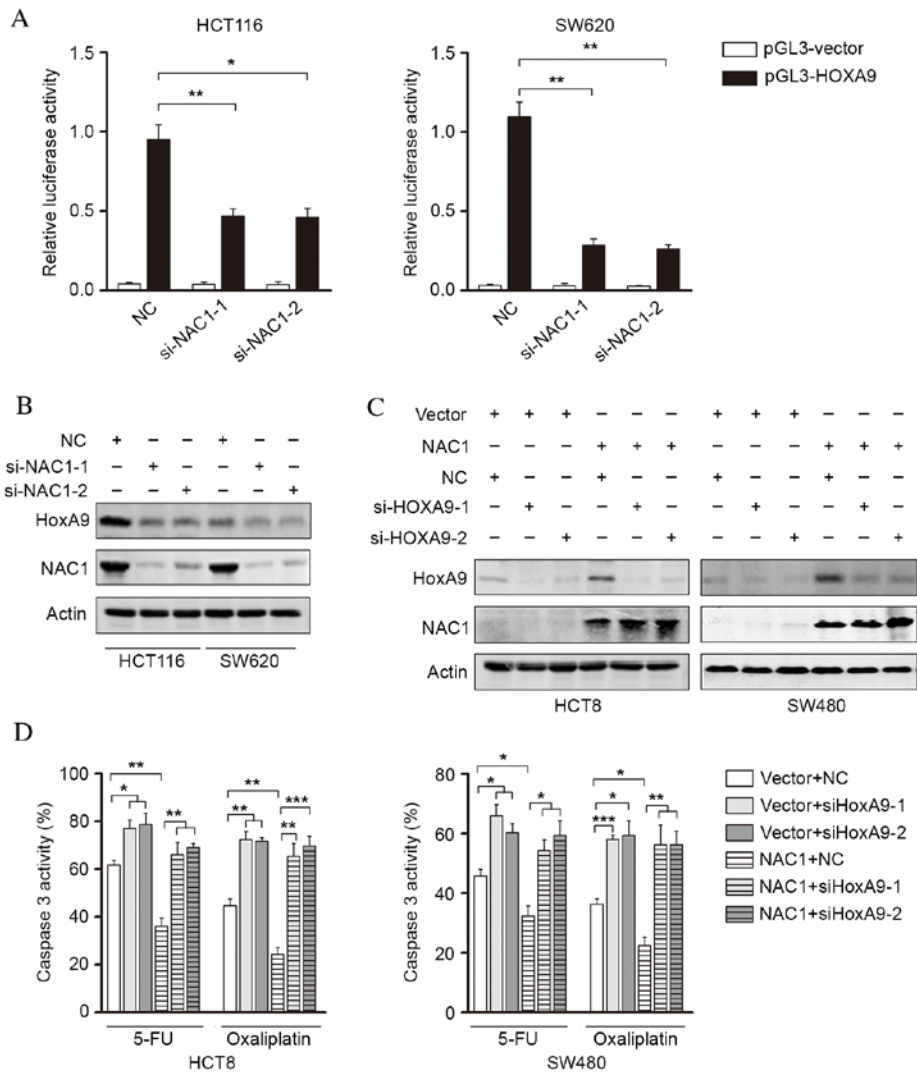 A
HCT116
Relative luciferase activity
1.5
1.0
0.5
0.0
* 
**
NC
si-NAC1-1
si-NAC1-2
SW620
Relative luciferase activity
1.5
1.0
0.5
0.0
**
**
NC
si-NAC1-1
si-NAC1-2
pGL3-vector
pGL3-HOXA9
B
NC + – – + – –
si-NAC1-1 – + – – + –
si-NAC1-2 – – + – – +
HoxA9
NAC1
Actin
HCT116 SW620
C
Vector + + + – – – + + + – – –
NAC1 – – – + + + – – – + + +
NC + – – + – – + – – + – –
si-HOXA9-1 – + – – + – – + – – + –
si-HOXA9-2 – – + – – + – – + – – +
HoxA9
NAC1
Actin
HCT8 SW480
D
Caspase 3 activity (%)
100
80
60
40
20
0
**
*
**
**
**
***
**
5-FU Oxaliplatin
HCT8
Caspase 3 activity (%)
80
60
40
20
0
*
*
*
*
*
***
**
5-FU Oxaliplatin
SW480
Vector+NC
Vector+siHoxA9-1
Vector+siHoxA9-2
NAC1+NC
NAC1+siHoxA9-1
NAC1+siHoxA9-2